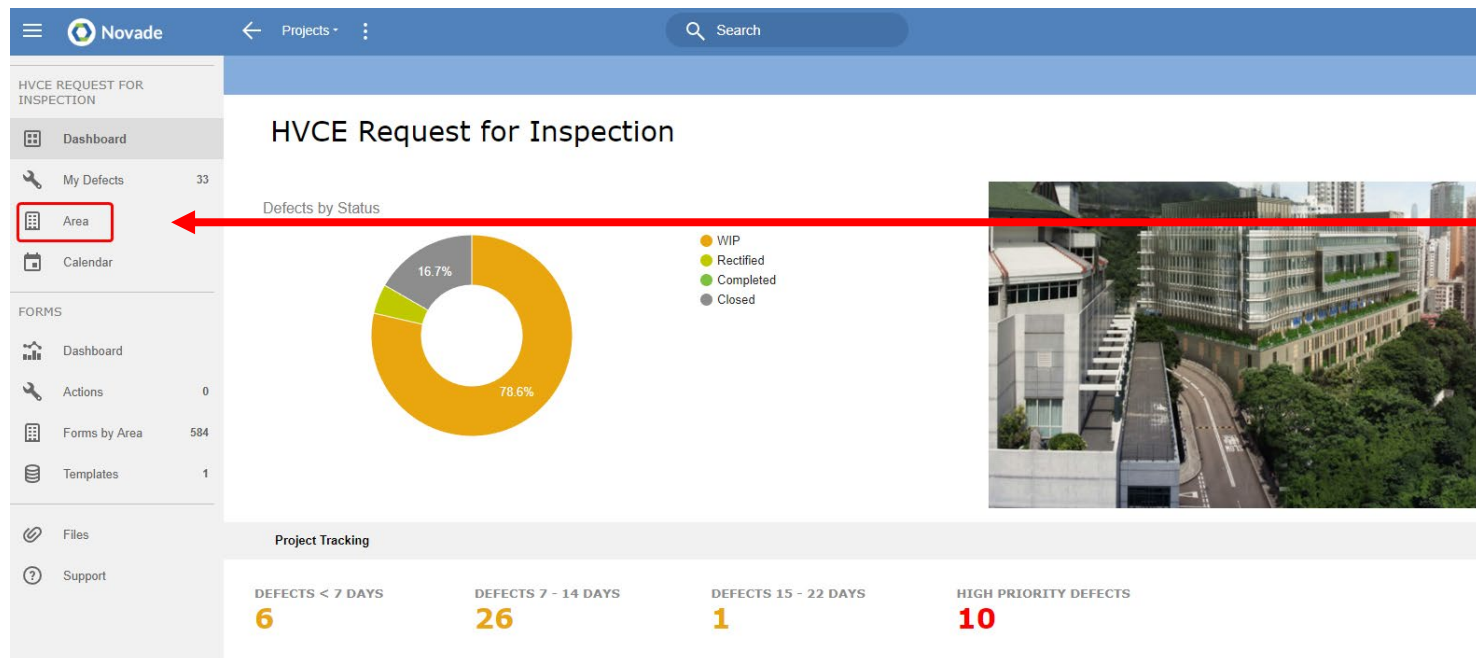 Novade
Projects
Search
HVCE REQUEST FOR
INSPECTION
Dashboard
My Defects 33
Area
Calendar
FORMS
Dashboard
Actions 0
Forms by Area 584
Templates 1
Files
Support
HVCE Request for Inspection
Defects by Status
16.7%
78.6%
WIP
Rectified
Completed
Closed
Project Tracking
DEFECTS < 7 DAYS
6
DEFECTS 7 - 14 DAYS
26
DEFECTS 15 - 22 DAYS
1
HIGH PRIORITY DEFECTS
10